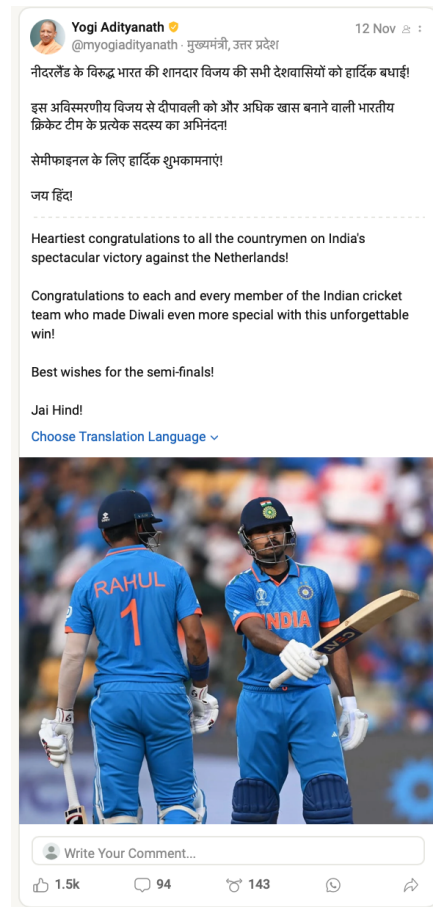 Yogi Adityanath
12 Nov
@myogiadityanath · मुख्यमंत्री, उत्तर प्रदेश
नीदरलैंड के विरुद्ध भारत की शानदार विजय की सभी देशवासियों को हार्दिक बधाई!
इस अविस्मरणीय विजय से दीपावली को और अधिक खास बनाने वाली भारतीय
क्रिकेट टीम के प्रत्येक सदस्य का अभिनंदन!
सेमीफाइनल के लिए हार्दिक शुभकामनाएं!
जय हिंद!
Heartiest congratulations to all the countrymen on India's
spectacular victory against the Netherlands!
Congratulations to each and every member of the Indian cricket
team who made Diwali even more special with this unforgettable
win!
Best wishes for the semi-finals!
Jai Hind!
Choose Translation Language
RAHUL
1
INDIA
Write Your Comment...
1.5k
94
143